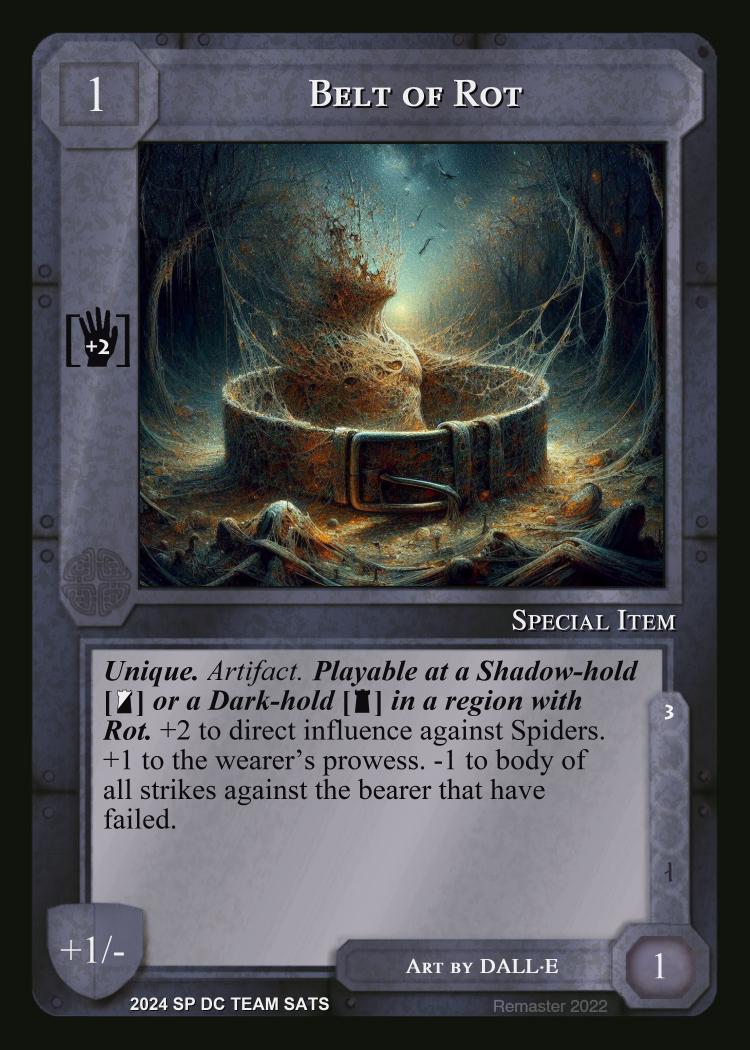 1
Belt of Rot
[+2]
Special Item
Unique. Artifact. Playable at a Shadow-hold
[] or a Dark-hold [] in a region with
Rot. +2 to direct influence against Spiders.
+1 to the wearer’s prowess. -1 to body of
all strikes against the bearer that have
failed.
3
+1/-
Art by DALL·E
1
2024 SP DC TEAM SATS
Remaster 2022